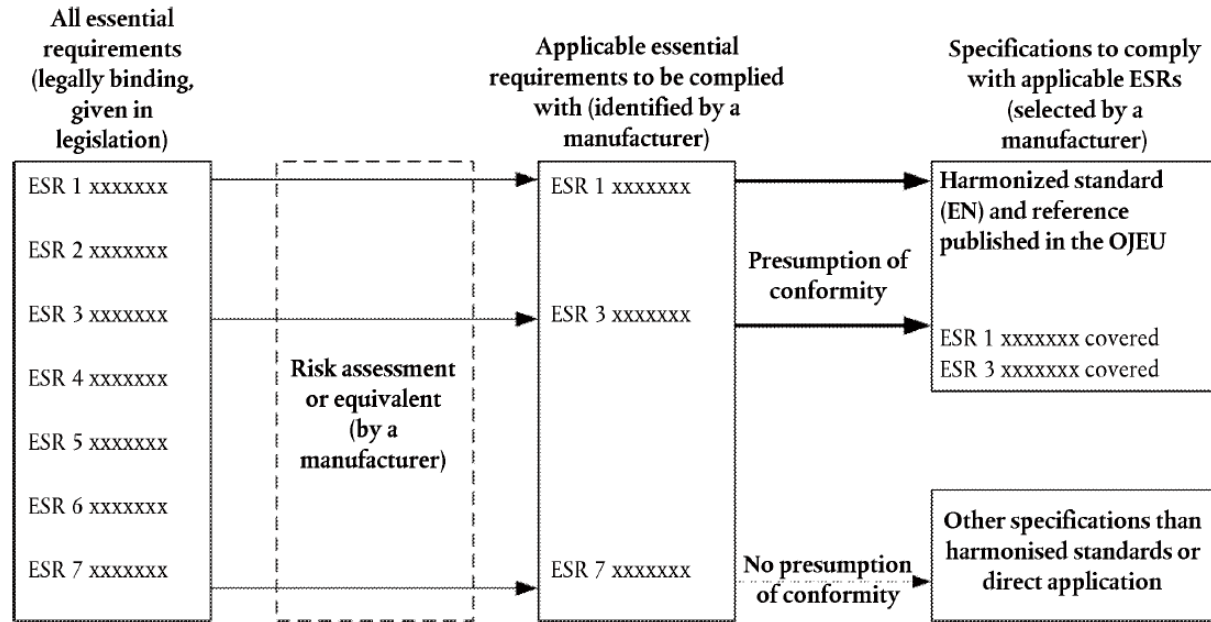 All essential
requirements
(legally binding,
given in
legislation)
ESR 1 xxxxxxx
ESR 2 xxxxxxx
ESR 3 xxxxxxx
ESR 4 xxxxxxx
ESR 5 xxxxxxx
ESR 6 xxxxxxx
ESR 7 xxxxxxx
Risk assessment
or equivalent
(by a
manufacturer)
Applicable essential
requirements to be complied
with (identified by a
manufacturer)
ESR 1 xxxxxxx
ESR 3 xxxxxxx
ESR 7 xxxxxxx
Presumption of
conformity
No presumption
of conformity
Specifications to comply
with applicable ESRs
(selected by a
manufacturer)
Harmonized standard
(EN) and reference
published in the OJEU
ESR 1 xxxxxxx covered
ESR 3 xxxxxxx covered
Other specifications than
harmonised standards or
direct application